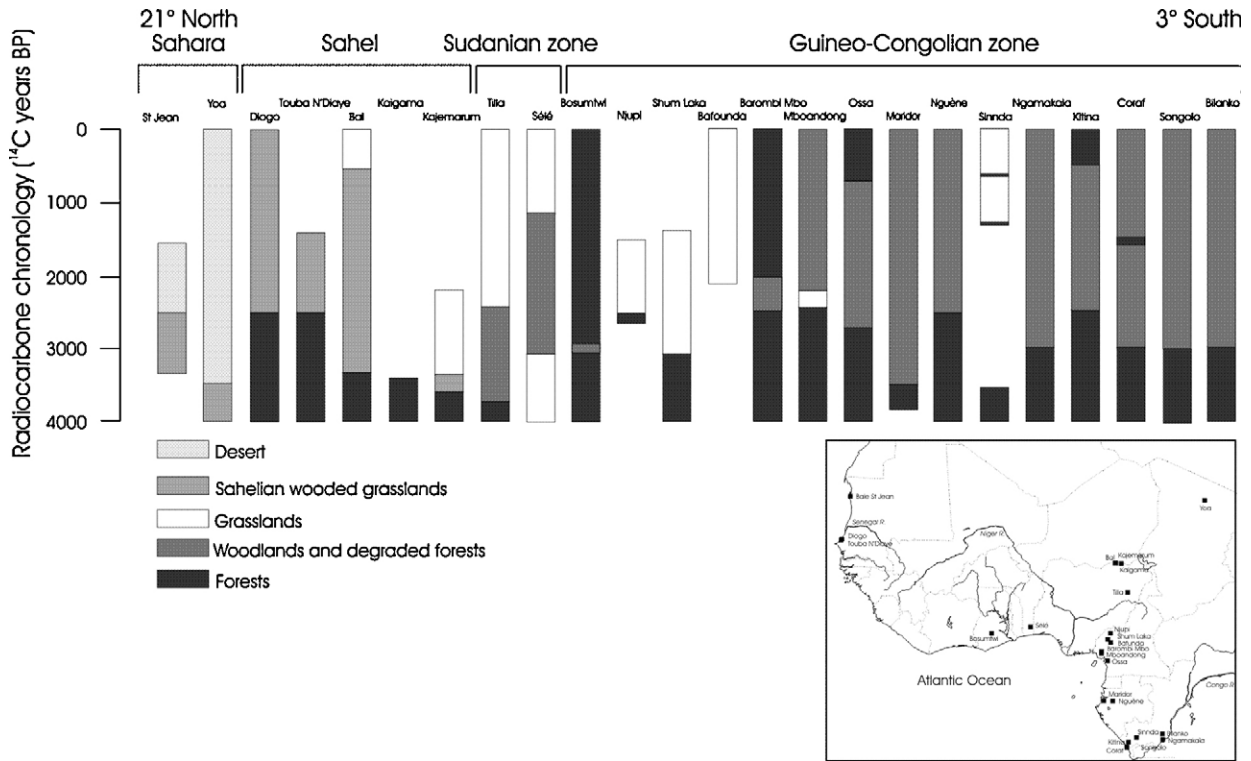 21° North
3° South
Sahara
Sahel
Sudanian zone
Guineo-Congolian zone
St Jean
Yoa
Diogo
Touba N'Diaye
Bal
Kaigama
Kajemarum
Tilla
Sélé
Bosumtwi
Njupi
Shum Laka
Bafounda
Barombi Mbo
Mboandong
Ossa
Maridor
Nguène
Sinnda
Ngamakala
Kitina
Coraf
Songolo
Bilanko
Radiocarbone chronology (¹⁴C years BP)
0
1000
2000
3000
4000
Desert
Sahelian wooded grasslands
Grasslands
Woodlands and degraded forests
Forests
Baie St Jean
Yoa
Senegal R.
Diogo
Touba N'Diaye
Niger R.
Bal
Kajemarum
Kaigama
Tilla
Sélé
Bosumtwi
Njupi
Shum Laka
Bafunda
Barombi Mbo
Mboandong
Ossa
Atlantic Ocean
Congo R.
Maridor
Nguène
Sinnda
Bilanko
Ngamakala
Kitina
Songolo
Coraf